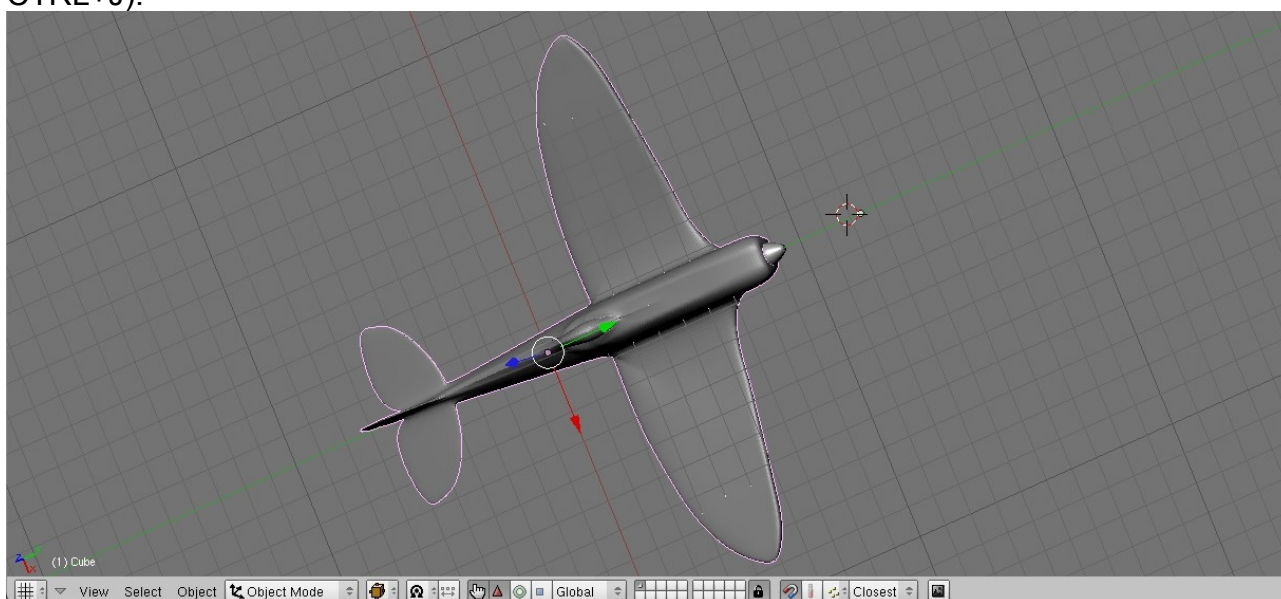 CTRL+J).
z y
x
(1) Cube
View Select Object Object Mode Global Closest